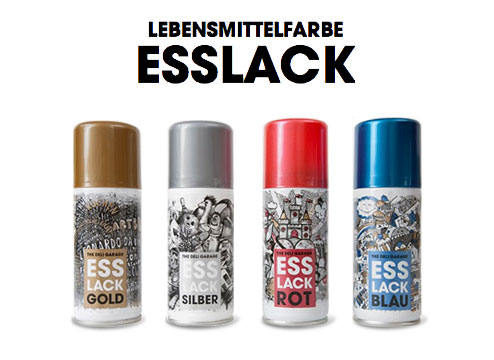 LEBENSMITTELFARBE
ESSLACK
THE DELI GARAGE
ESS
LACK
GOLD
THE DELI GARAGE
ESS
LACK
SILBER
THE DELI GARAGE
ESS
LACK
ROT
THE DELI GARAGE
ESS
LACK
BLAU